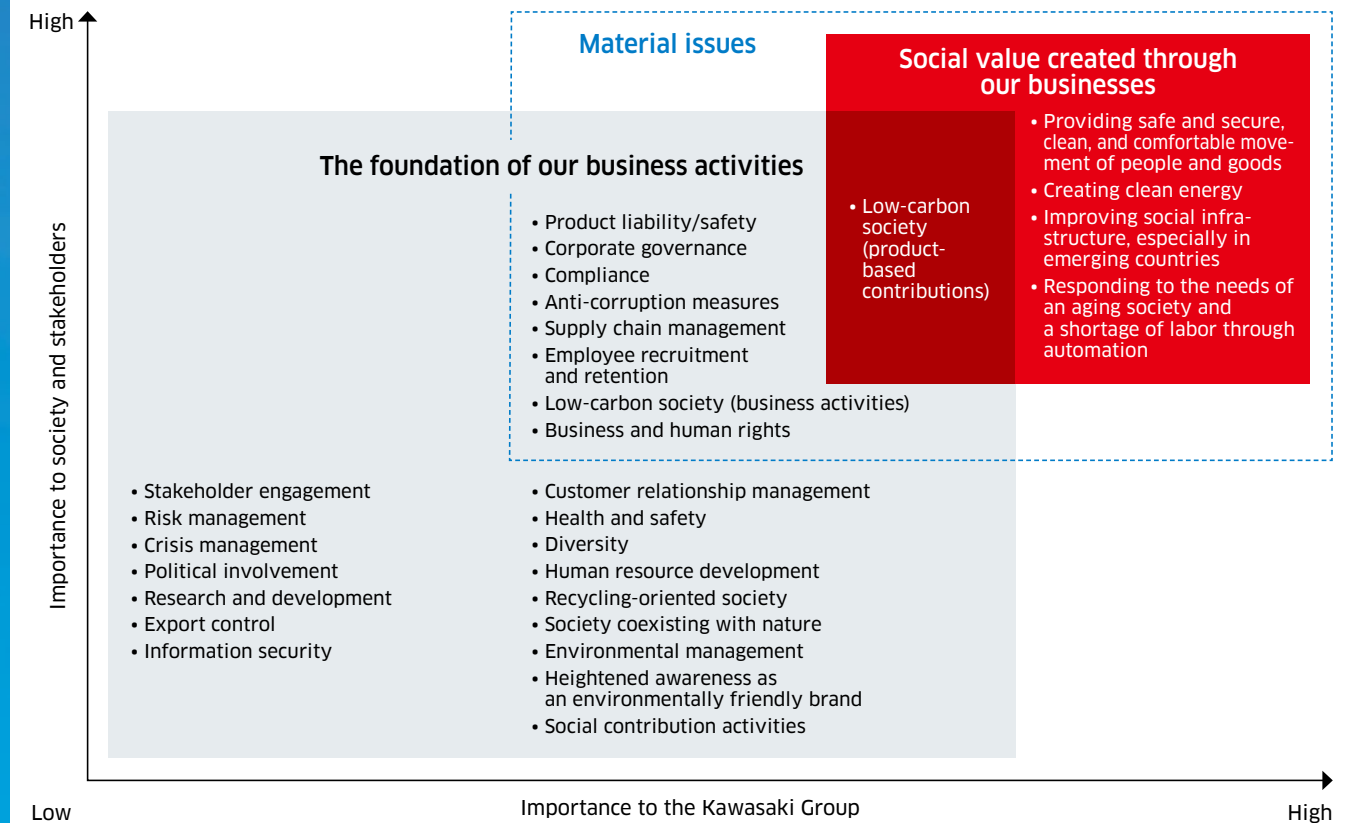 High
Material issues
Social value created through
our businesses
• Providing safe and secure,
clean, and comfortable move-
ment of people and goods
• Creating clean energy
• Improving social infra-
structure, especially in
emerging countries
• Responding to the needs of
an aging society and
a shortage of labor through
automation
• Low-carbon
society
(product-
based
contributions)
The foundation of our business activities
• Product liability/safety
• Corporate governance
• Compliance
• Anti-corruption measures
• Supply chain management
• Employee recruitment
and retention
• Low-carbon society (business activities)
• Business and human rights
• Stakeholder engagement
• Risk management
• Crisis management
• Political involvement
• Research and development
• Export control
• Information security
• Customer relationship management
• Health and safety
• Diversity
• Human resource development
• Recycling-oriented society
• Society coexisting with nature
• Environmental management
• Heightened awareness as
an environmentally friendly brand
• Social contribution activities
Importance to society and stakeholders
Low
Importance to the Kawasaki Group
High